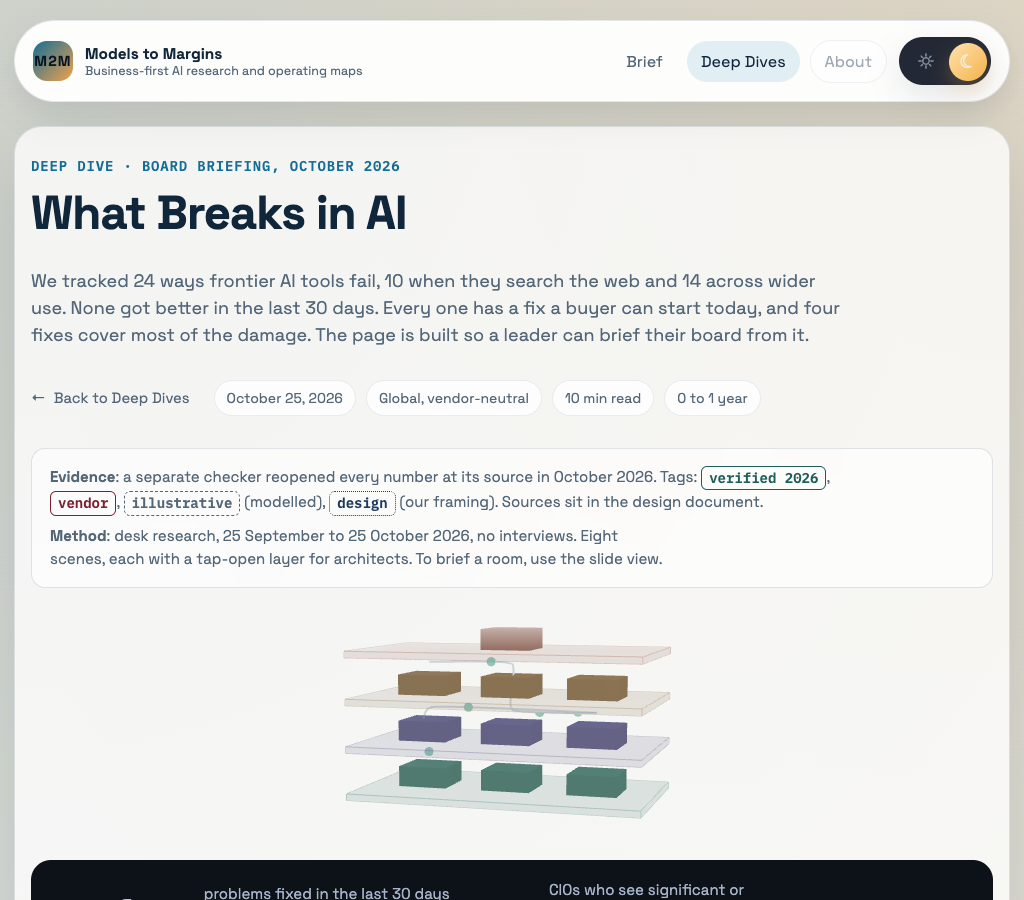 M2M
Models to Margins
Business-first AI research and operating maps
Brief
Deep Dives
About
DEEP DIVE · BOARD BRIEFING, OCTOBER 2026
What Breaks in AI
We tracked 24 ways frontier AI tools fail, 10 when they search the web and 14 across wider
use. None got better in the last 30 days. Every one has a fix a buyer can start today, and four
fixes cover most of the damage. The page is built so a leader can brief their board from it.
← Back to Deep Dives
October 25, 2026
Global, vendor-neutral
10 min read
0 to 1 year
Evidence: a separate checker reopened every number at its source in October 2026. Tags: verified 2026,
vendor, illustrative (modelled), design (our framing). Sources sit in the design document.
Method: desk research, 25 September to 25 October 2026, no interviews. Eight
scenes, each with a tap-open layer for architects. To brief a room, use the slide view.
problems fixed in the last 30 days
CIOs who see significant or